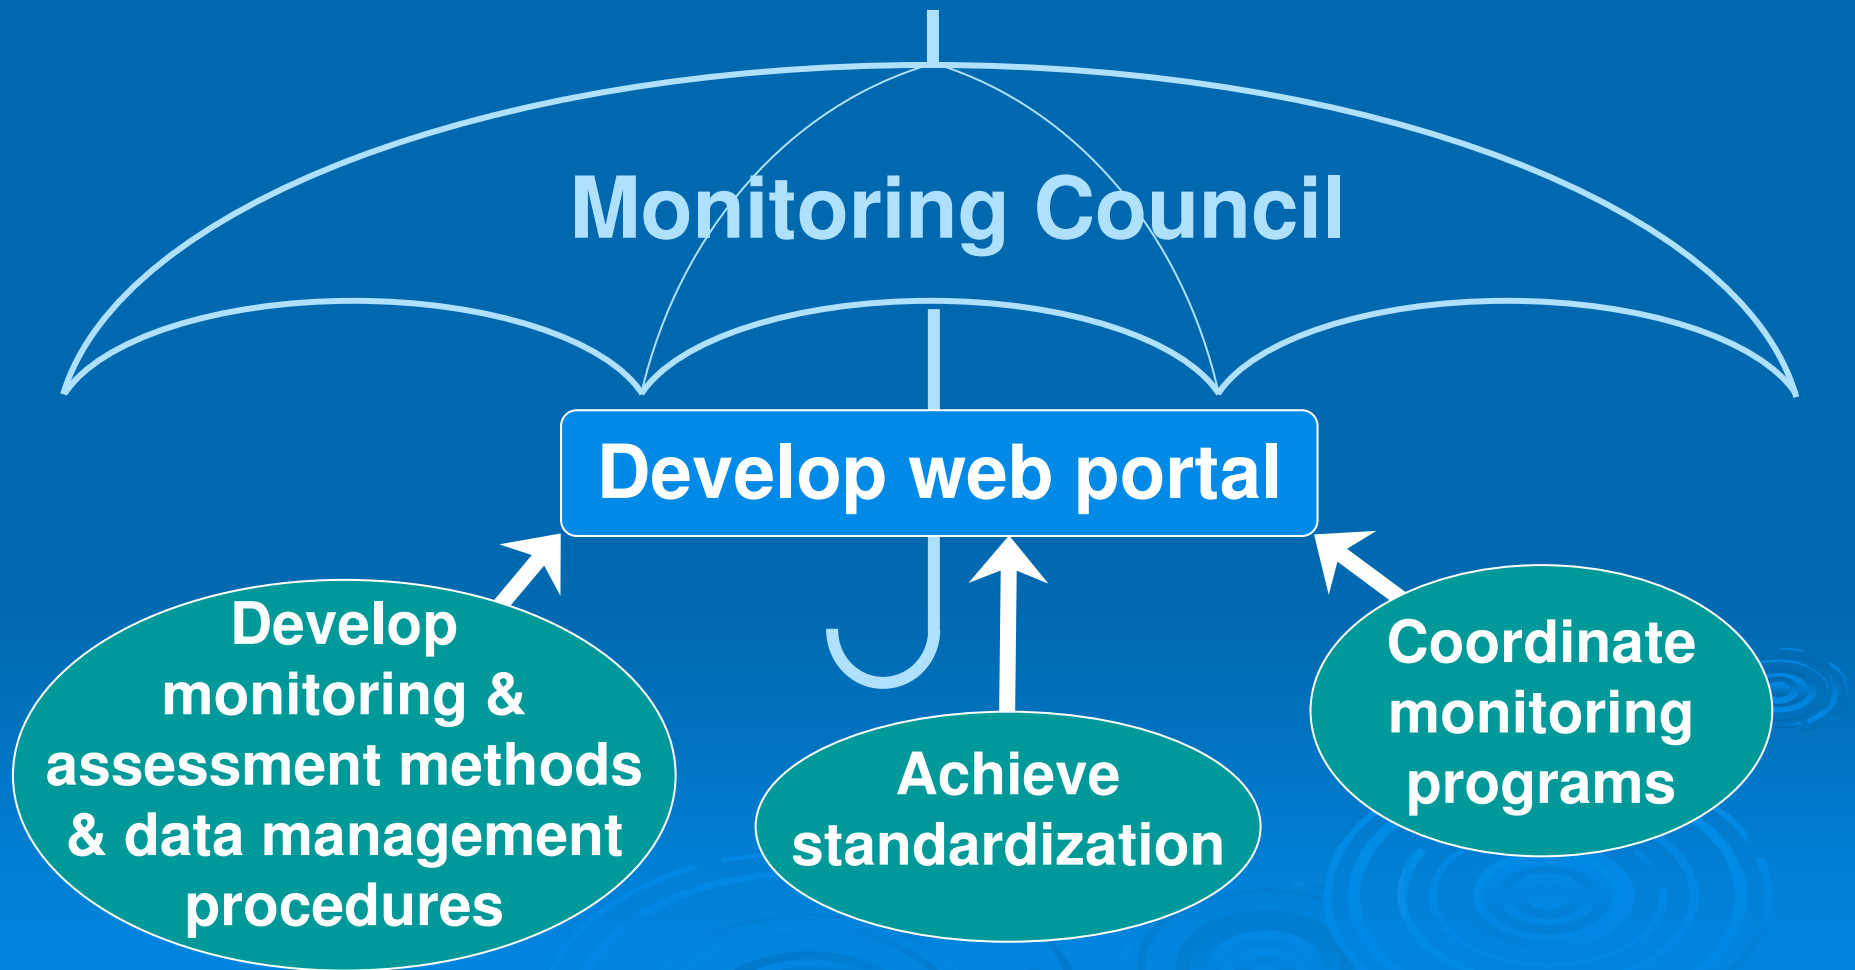 Monitoring Council
Develop web portal
Develop
monitoring &
assessment methods
& data management
procedures
Achieve
standardization
Coordinate
monitoring
programs